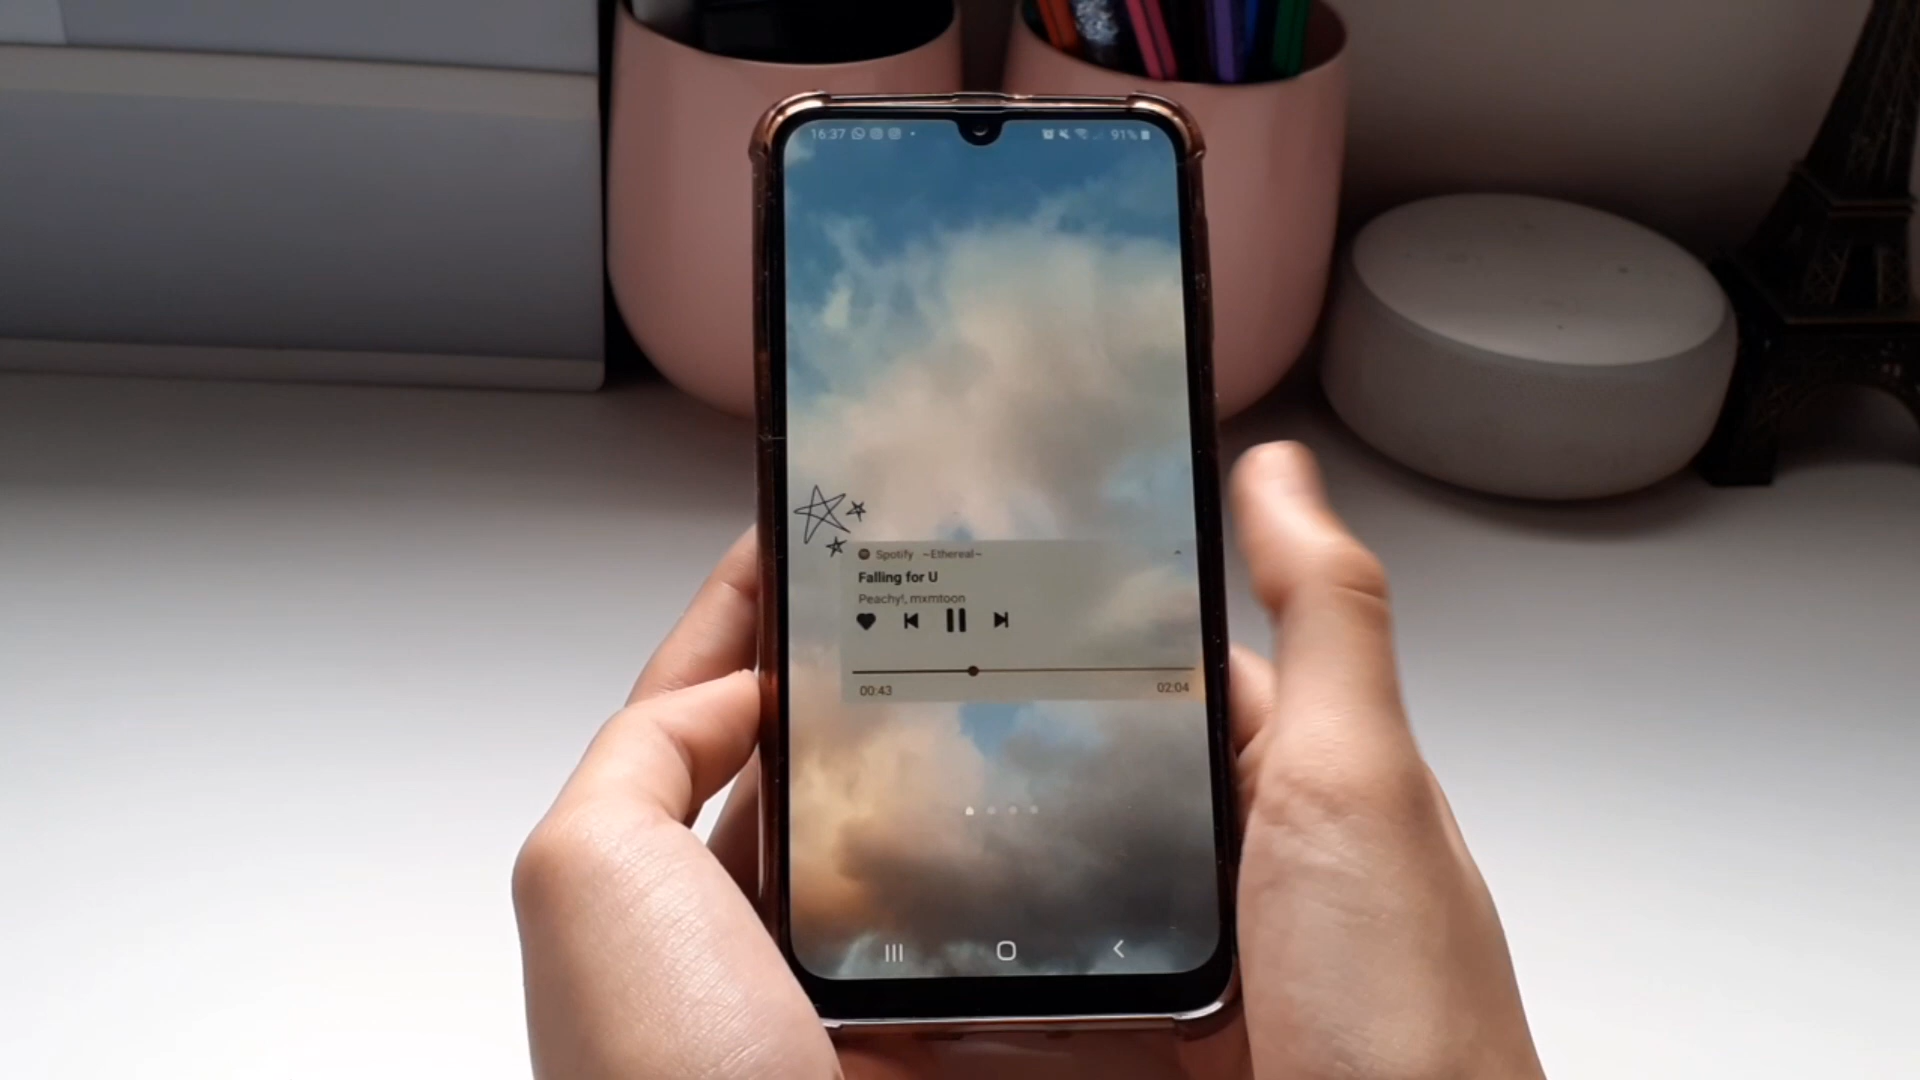 16:37 91%
Spotify ~Ethereal~
Falling for U
Peachy!, mxmtoon
00:43 02:04